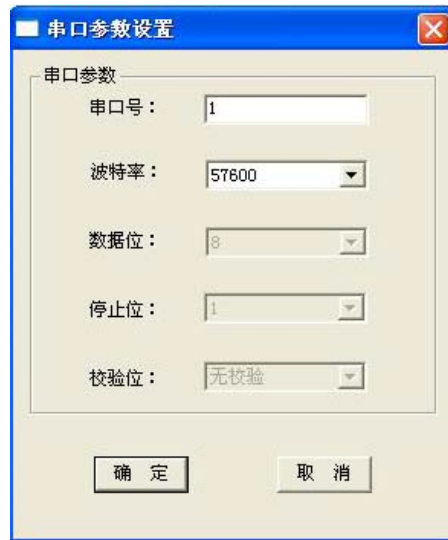 串口参数设置
串口参数
串口号： 1
波特率： 57600
数据位： 8
停止位： 1
校验位： 无校验
确 定 取 消